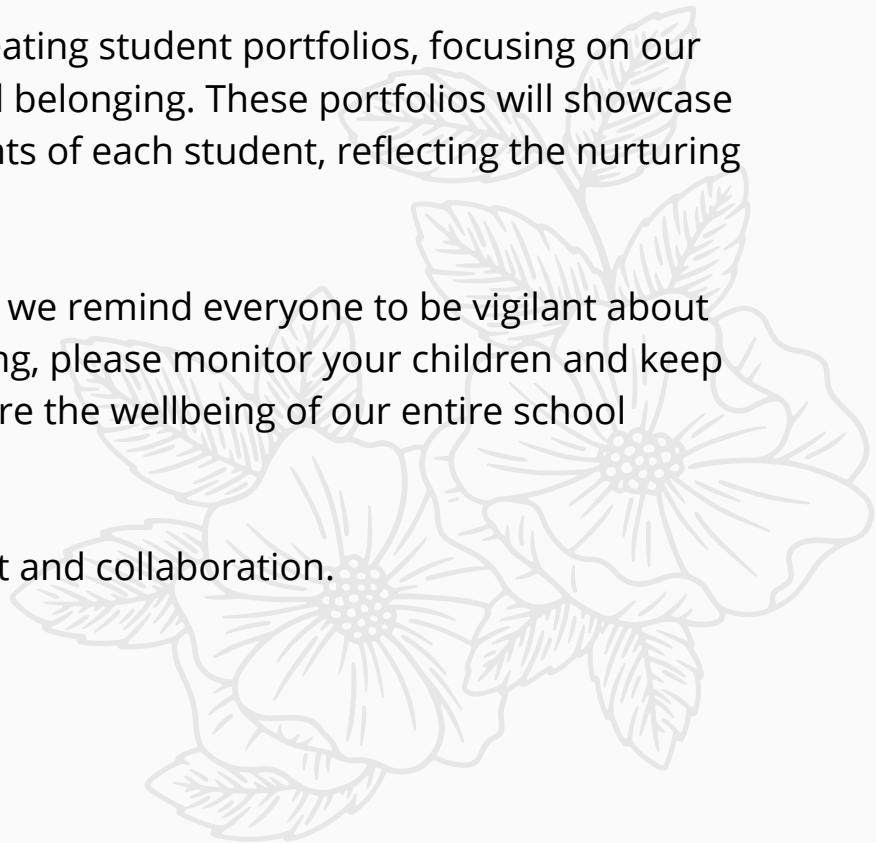 ating student portfolios, focusing on our
belonging. These portfolios will showcase
nts of each student, reflecting the nurturing
we remind everyone to be vigilant about
ng, please monitor your children and keep
re the wellbeing of our entire school
t and collaboration.